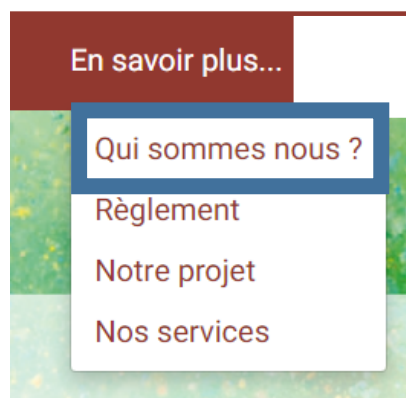 En savoir plus...
Qui sommes nous ?
Règlement
Notre projet
Nos services